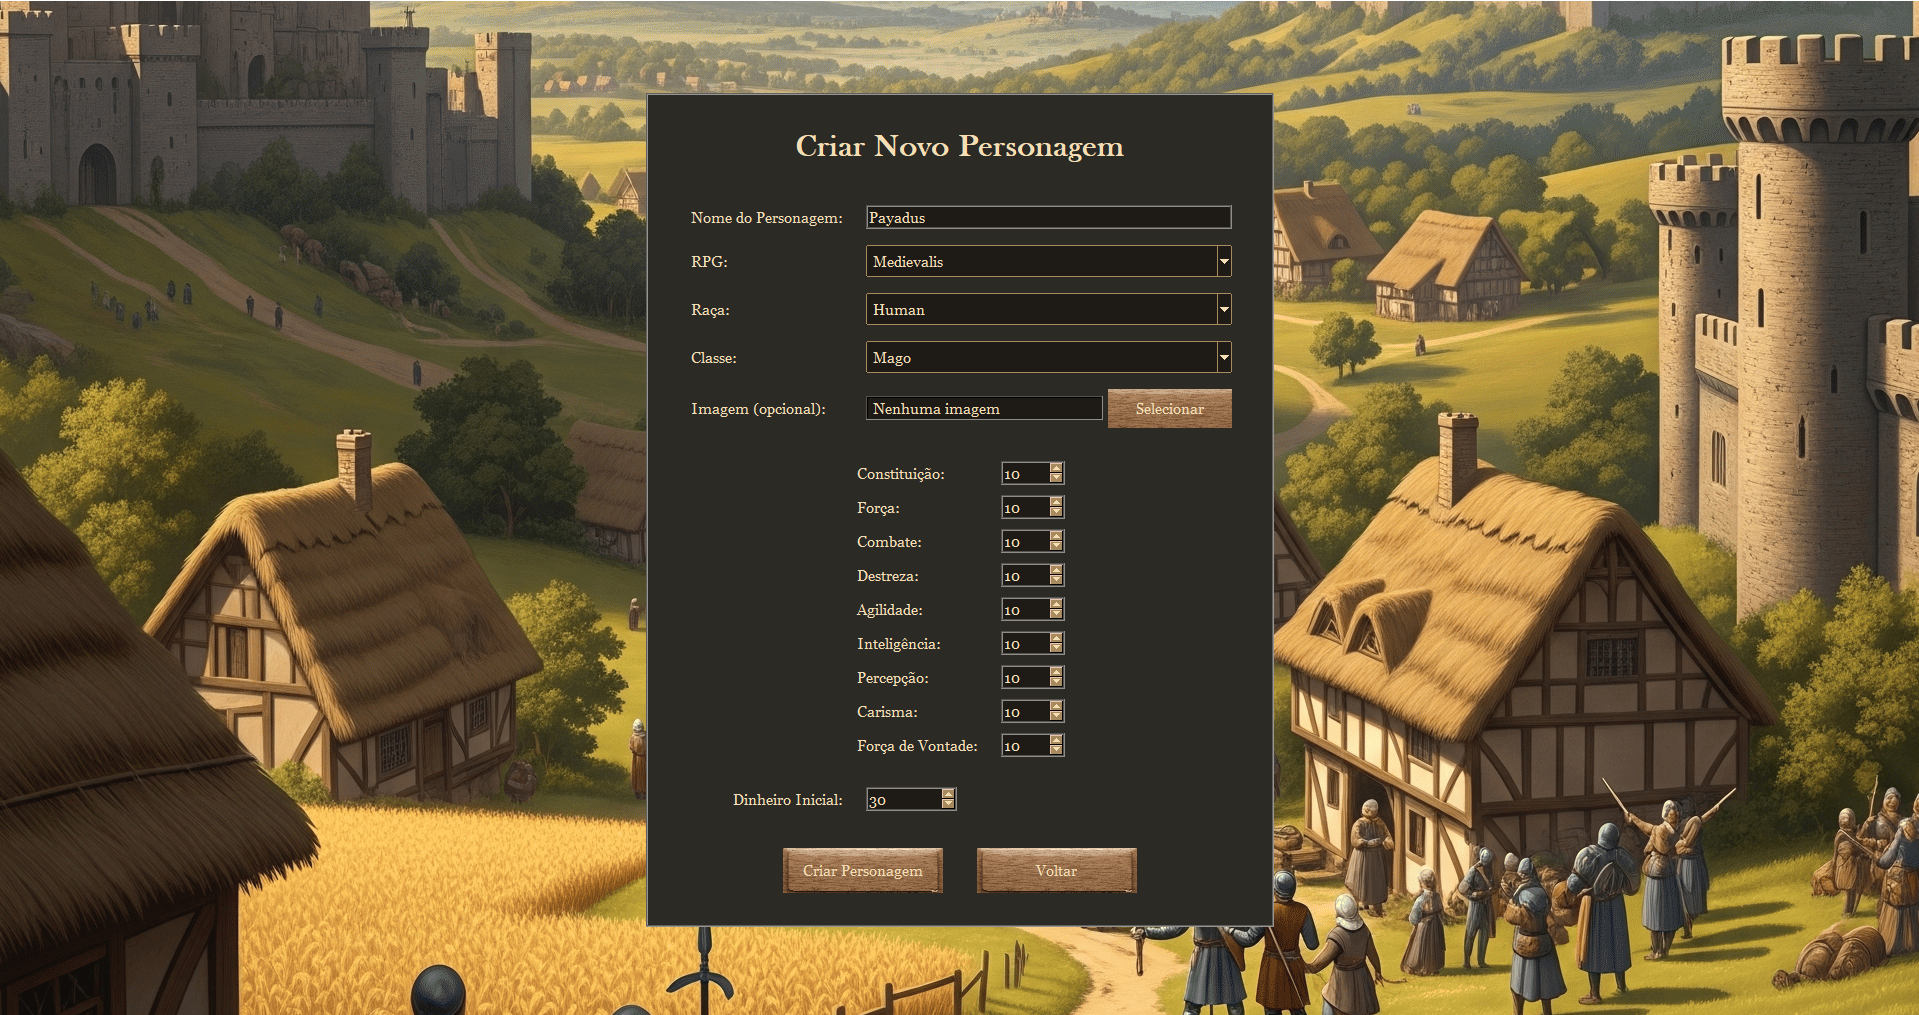 Criar Novo Personagem
Nome do Personagem: Payadus
RPG: Medievalis
Raça: Human
Classe: Mago
Imagem (opcional): Nenhuma imagem Selecionar
Constituição: 10
Força: 10
Combate: 10
Destreza: 10
Agilidade: 10
Inteligência: 10
Percepção: 10
Carisma: 10
Força de Vontade: 10
Dinheiro Inicial: 30
Criar Personagem Voltar